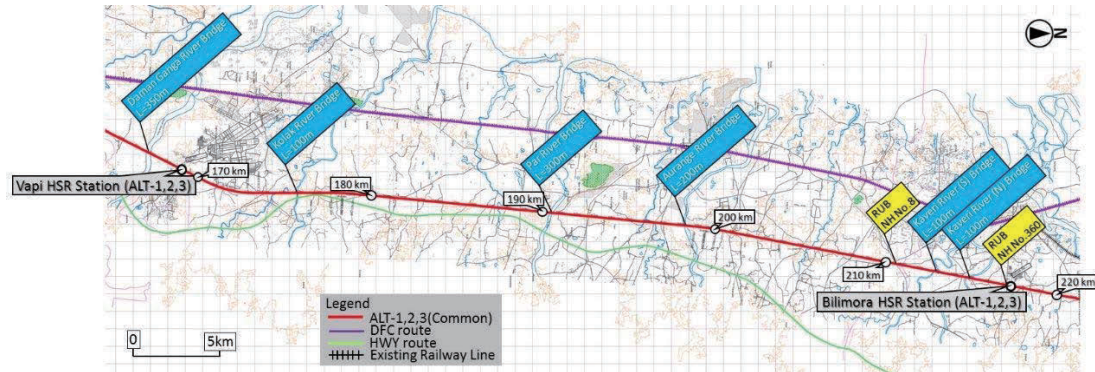 Daman Ganga River Bridge
L=350m
Kolak River Bridge
L=100m
Par River Bridge
L=300m
Aurange River Bridge
L=200m
RUB
NH No.8
Kaveri River (S) Bridge
L=100m
Kaveri River (N) Bridge
L=100m
RUB
NH No.360
N
Vapi HSR Station (ALT-1,2,3)
170 km
180 km
190 km
200 km
210 km
220 km
Bilimora HSR Station (ALT-1,2,3)
Legend
ALT-1,2,3(Common)
DFC route
HWY route
Existing Railway Line
0
5km